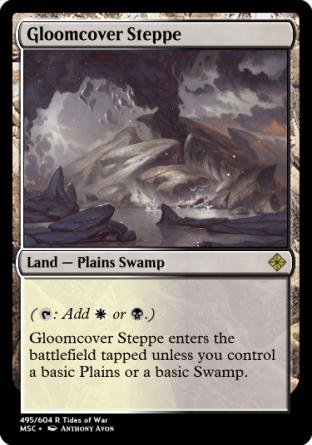 Gloomcover Steppe
Land — Plains Swamp
(: Add or .)
Gloomcover Steppe enters the
battlefield tapped unless you control
a basic Plains or a basic Swamp.
495/604 R Tides of War
MSC • Anthony Avon